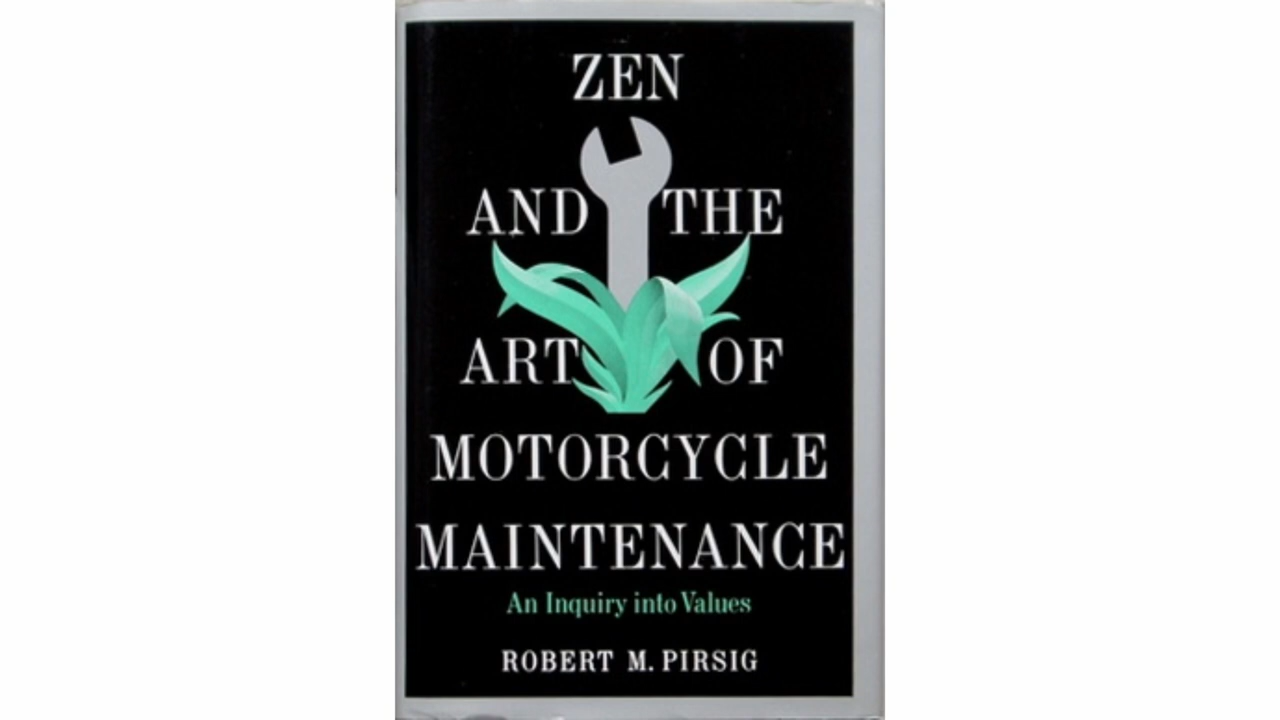 ZEN
AND THE
ART OF
MOTORCYCLE
MAINTENANCE
An Inquiry into Values
ROBERT M. PIRSIG